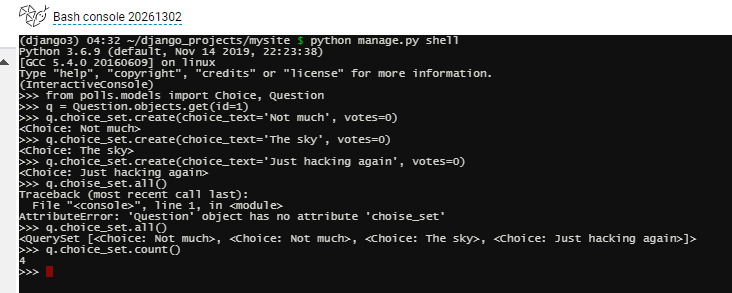 Bash console 20261302
(django3) 04:32 ~/django_projects/mysite $ python manage.py shell
Python 3.6.9 (default, Nov 14 2019, 22:23:38)
[GCC 5.4.0 20160609] on linux
Type "help", "copyright", "credits" or "license" for more information.
(InteractiveConsole)
>>> from polls.models import Choice, Question
>>> q = Question.objects.get(id=1)
>>> q.choice_set.create(choice_text='Not much', votes=0)
<Choice: Not much>
>>> q.choice_set.create(choice_text='The sky', votes=0)
<Choice: The sky>
>>> q.choice_set.create(choice_text='Just hacking again', votes=0)
<Choice: Just hacking again>
>>> q.choise_set.all()
Traceback (most recent call last):
  File "<console>", line 1, in <module>
AttributeError: 'Question' object has no attribute 'choise_set'
>>> q.choice_set.all()
<QuerySet [<Choice: Not much>, <Choice: Not much>, <Choice: The sky>, <Choice: Just hacking again>]>
>>> q.choice_set.count()
4
>>>